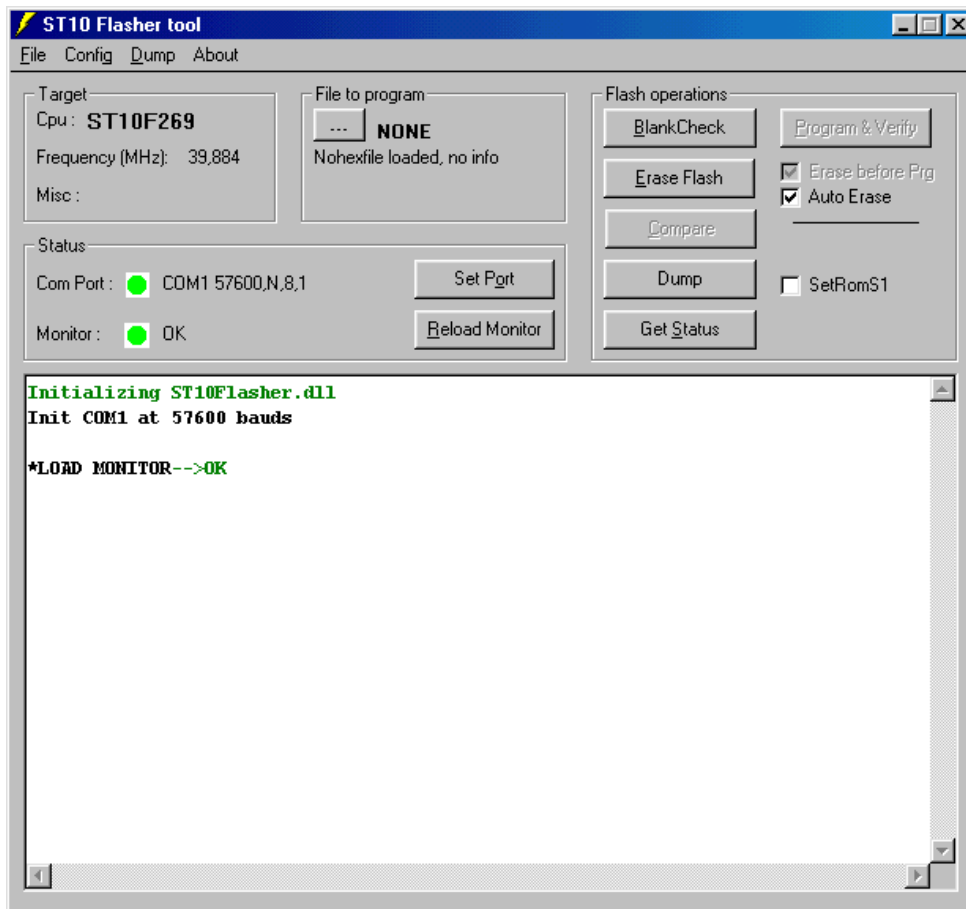 ST10 Flasher tool
File Config Dump About
Target
Cpu : ST10F269
Frequency (MHz): 39,884
Misc :
File to program
... NONE
Nohexfile loaded, no info
Status
Com Port : COM1 57600,N,8,1
Set Port
Monitor : OK
Reload Monitor
Flash operations
BlankCheck
Program & Verify
Erase Flash
Erase before Prg
Auto Erase
Compare
Dump
SetRomS1
Get Status
Initializing ST10Flasher.dll
Init COM1 at 57600 bauds
*LOAD MONITOR-->OK